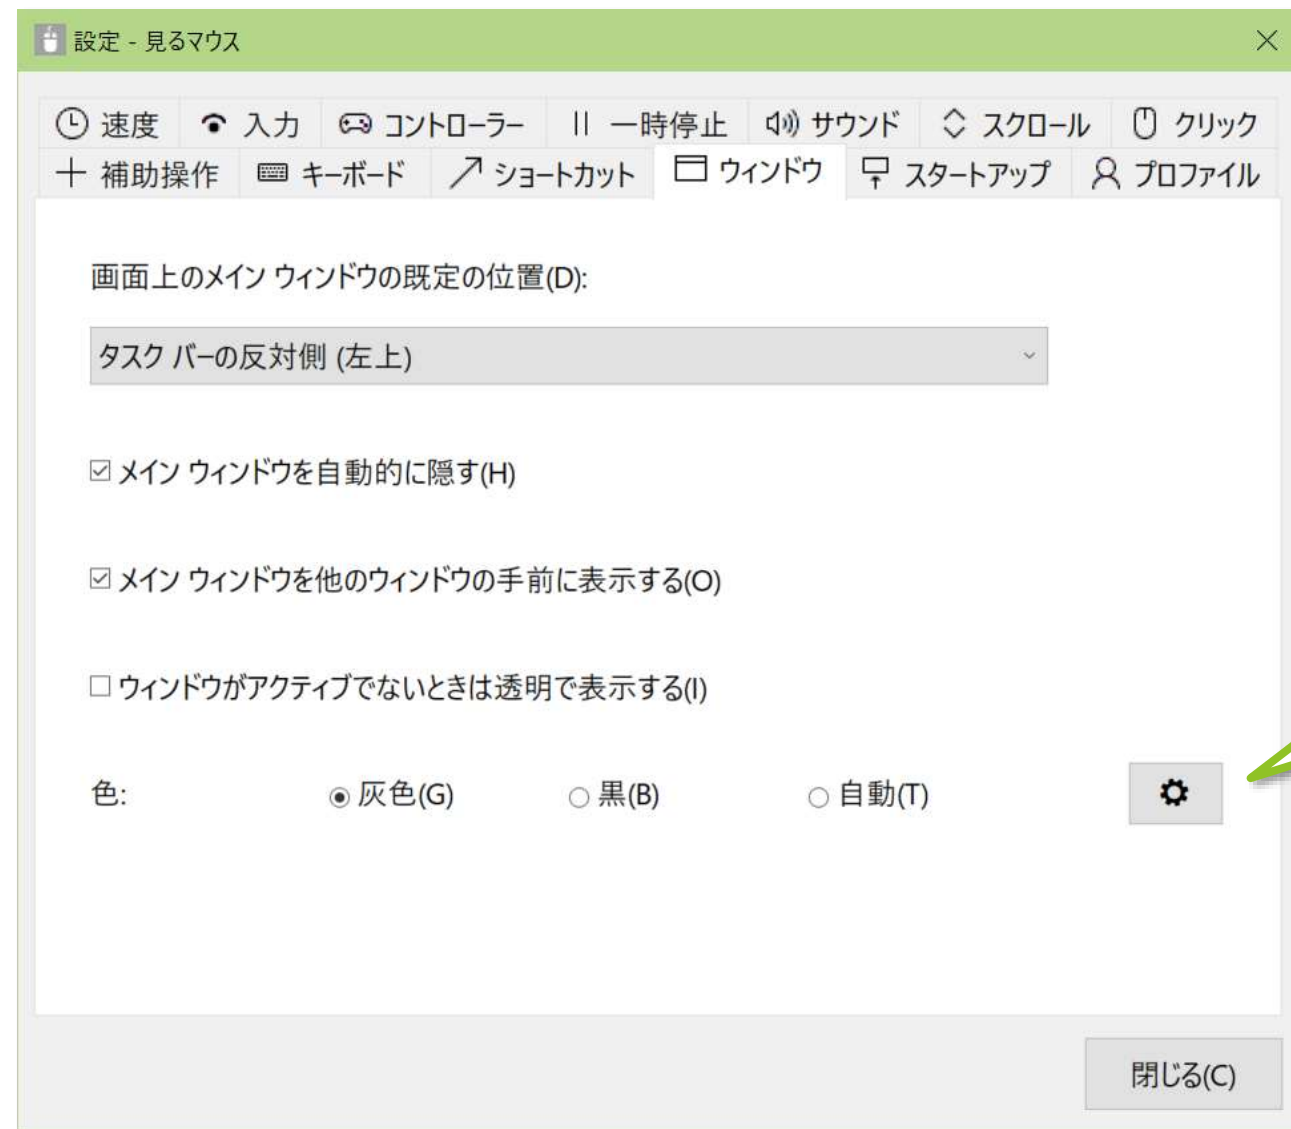 設定 - 見るマウス
速度 入力 コントローラー 一時停止 サウンド スクロール クリック
補助操作 キーボード ショートカット ウィンドウ スタートアップ プロファイル
画面上のメイン ウィンドウの既定の位置(D):
タスク バーの反対側 (左上)
メイン ウィンドウを自動的に隠す(H)
メイン ウィンドウを他のウィンドウの手前に表示する(O)
ウィンドウがアクティブでないときは透明で表示する(I)
色: 灰色(G) 黒(B) 自動(T)
閉じる(C)